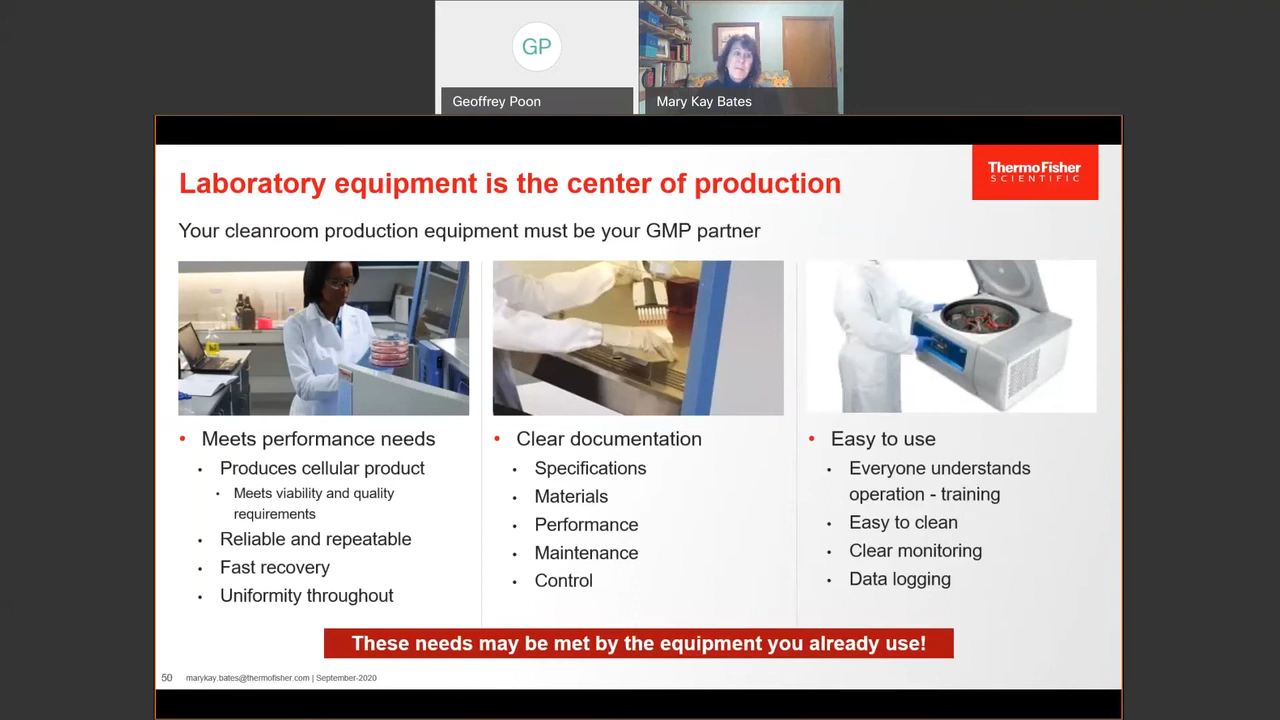 GP
Geoffrey Poon
Mary Kay Bates
Laboratory equipment is the center of production
ThermoFisher
SCIENTIFIC
Your cleanroom production equipment must be your GMP partner
• Meets performance needs
• Produces cellular product
• Meets viability and quality
requirements
• Reliable and repeatable
• Fast recovery
• Uniformity throughout
• Clear documentation
• Specifications
• Materials
• Performance
• Maintenance
• Control
• Easy to use
• Everyone understands
operation - training
• Easy to clean
• Clear monitoring
• Data logging
These needs may be met by the equipment you already use!
50 marykay.bates@thermofisher.com | September-2020